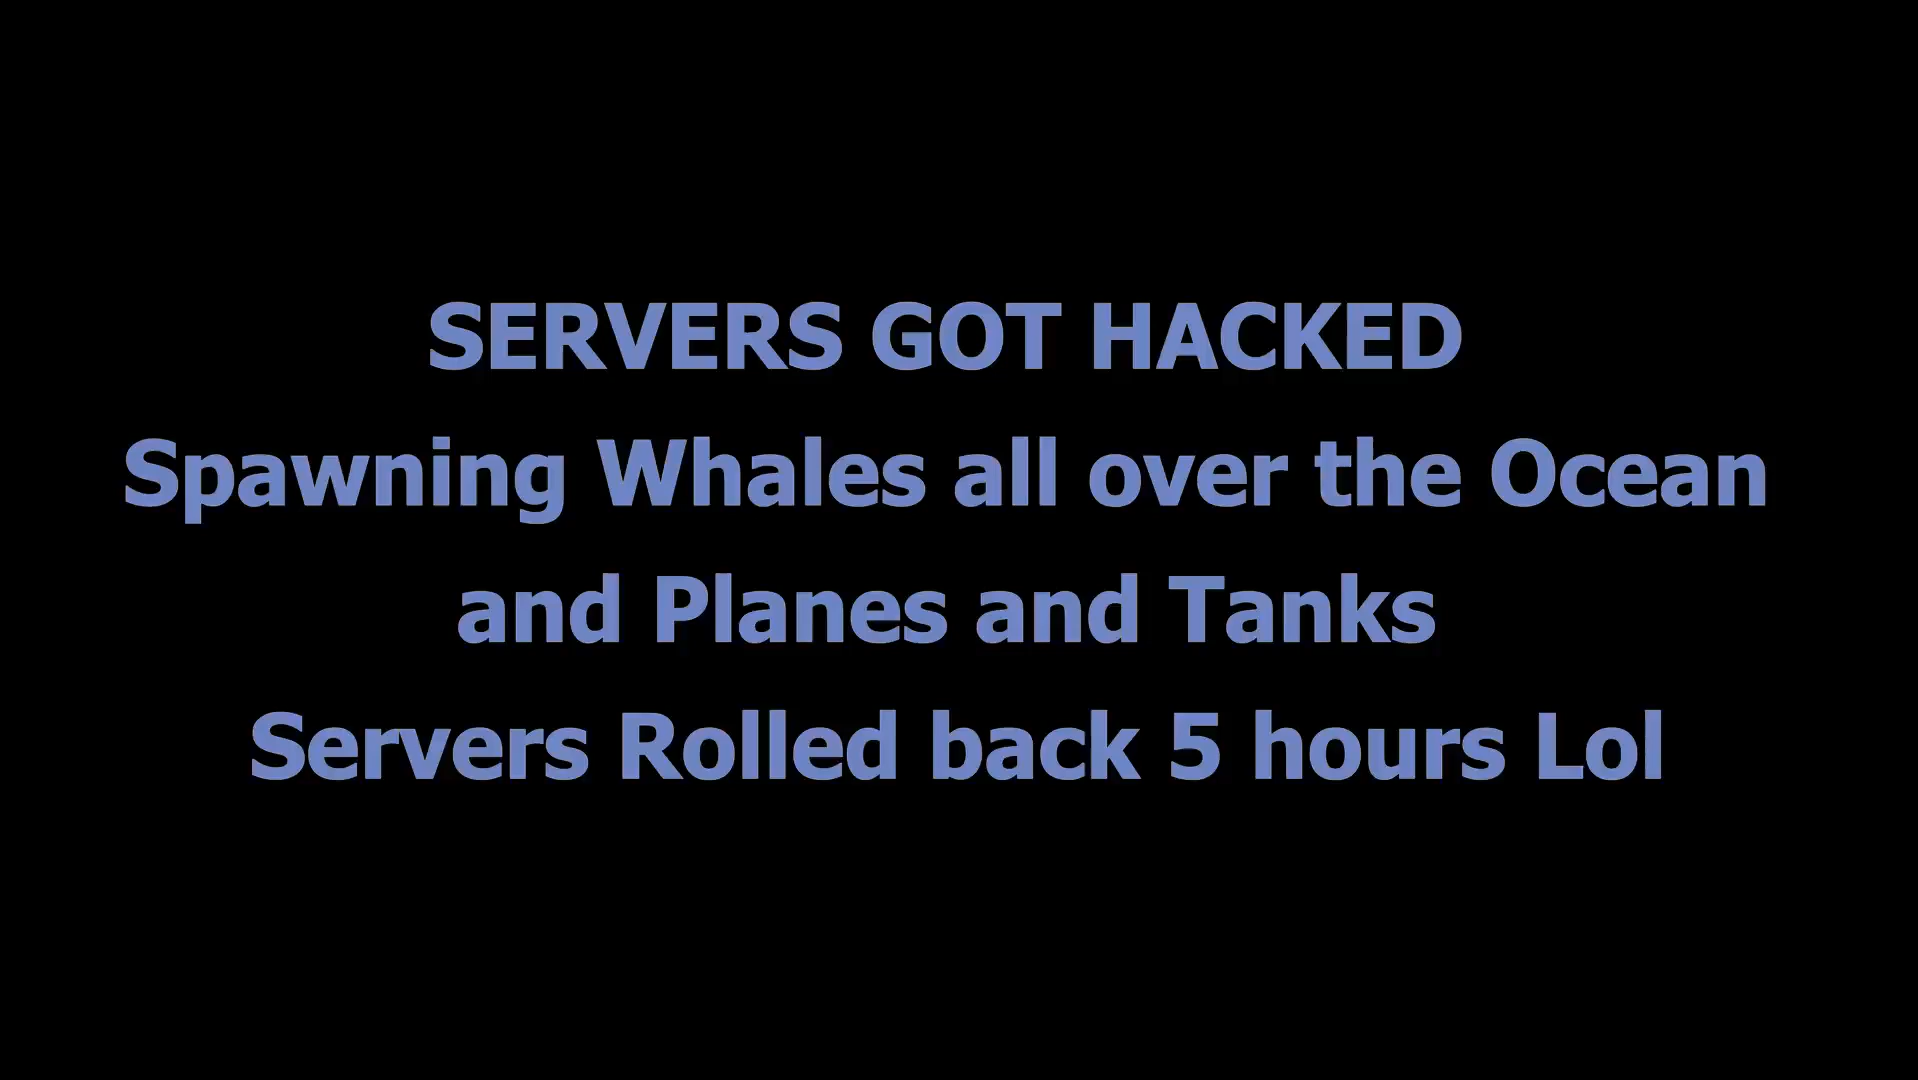 SERVERS GOT HACKED
Spawning Whales all over the Ocean
and Planes and Tanks
Servers Rolled back 5 hours Lol